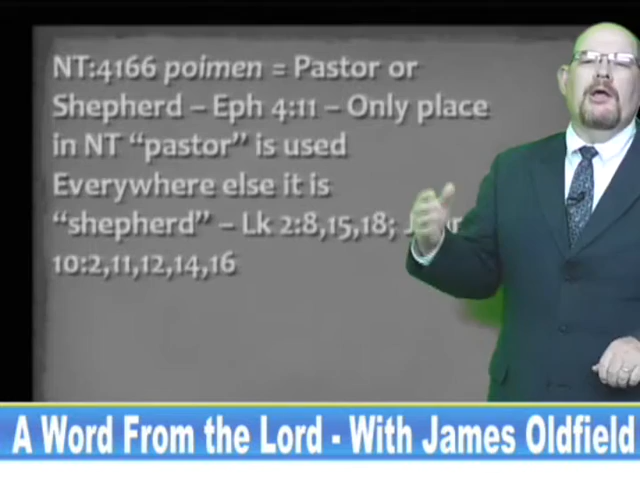 NT:4166 poimen = Pastor or
Shepherd – Eph 4:11 – Only place
in NT “pastor” is used
Everywhere else it is
“shepherd” – Lk 2:8,15,18;
10:2,11,12,14,16
A Word From the Lord - With James Oldfield